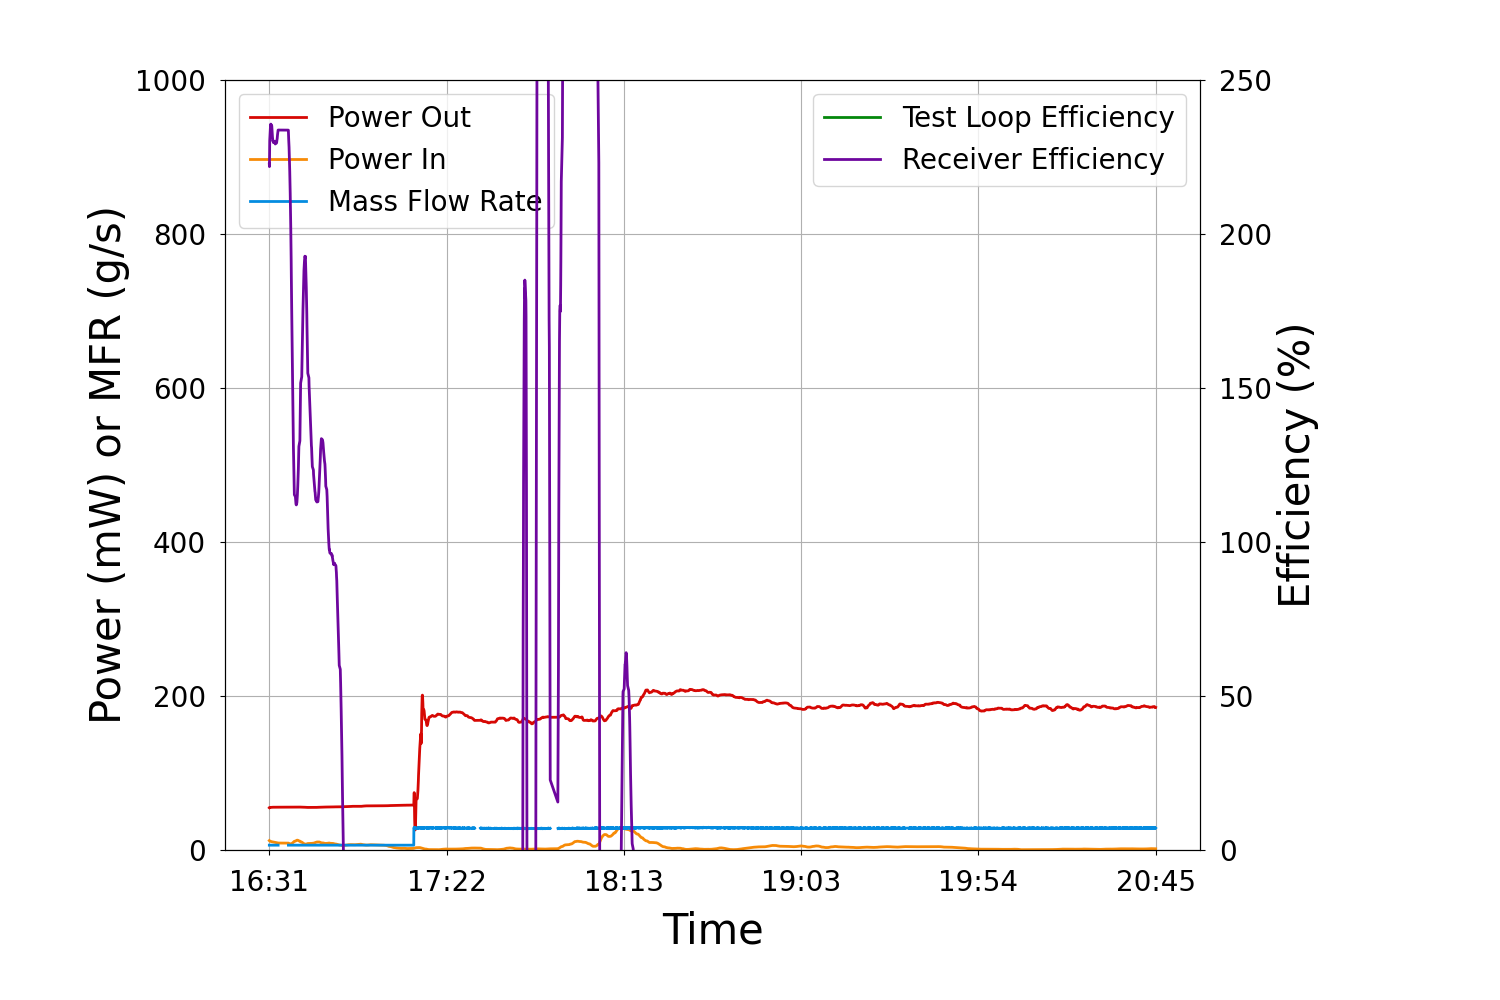 1000
800
600
400
200
0
Power (mW) or MFR (g/s)
Power Out
Power In
Mass Flow Rate
Test Loop Efficiency
Receiver Efficiency
250
200
150
100
50
0
Efficiency (%)
16:31
17:22
18:13
19:03
19:54
20:45
Time